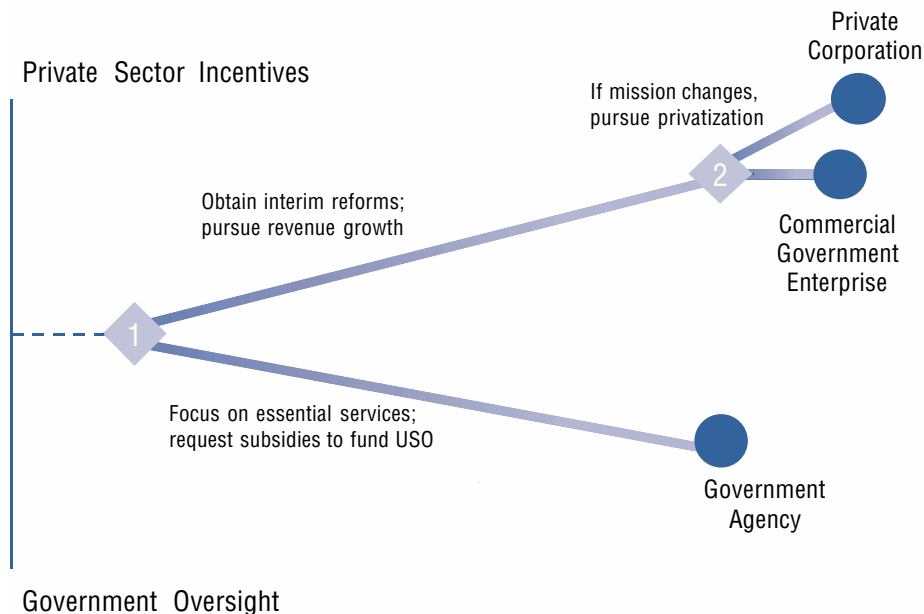 Private
Corporation
Private Sector Incentives
If mission changes,
pursue privatization
2
Obtain interim reforms;
pursue revenue growth
Commercial
Government
Enterprise
1
Focus on essential services;
request subsidies to fund USO
Government
Agency
Government Oversight